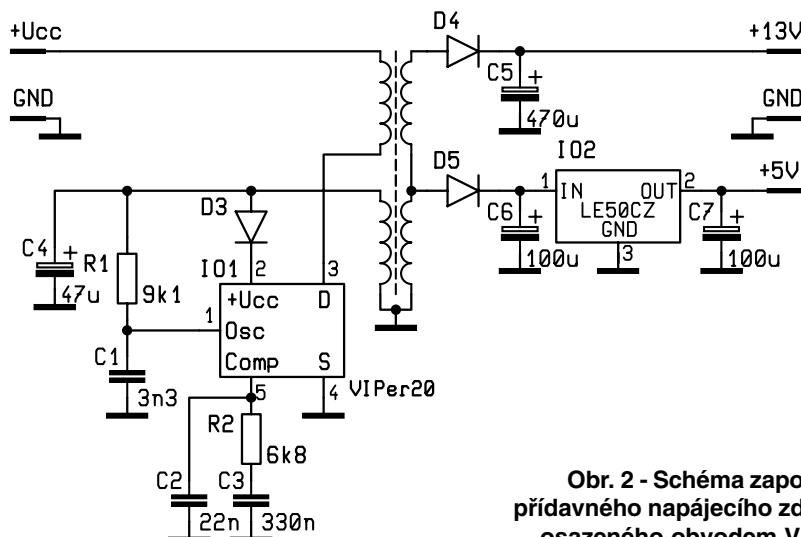 +Ucc
D4
+13V
C5
+
GND
GND
470u
D5
IO2
+5V
1
IN
OUT
2
D3
C6
+
LE50CZ
GND
C7
+
C4
+
R1
IO1
2
3
3
100u
100u
47u
9k1
+Ucc
D
1
Osc
C1
Comp
S
3n3
5
4
VIPer20
R2
6k8
C2
C3
22n
330n
Obr. 2 - Schéma zapo
přídavného napájecího zd
osazeného obvodem V